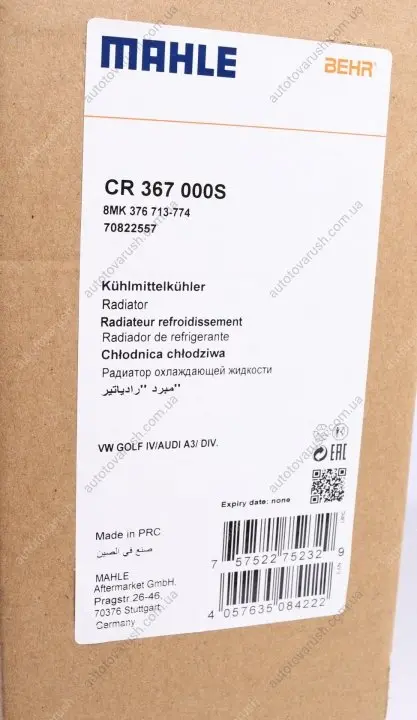 MAHLE
BEHR
CR 367 000S
8MK 376 713-774
70822557
Kühlmittelkühler
Radiator
Radiateur refroidissement
Radiador de refrigerante
Chłodnica chłodziwa
Радиатор охлаждающей жидкости
مبرد "رادياتير"
VW GOLF IV/AUDI A3/ DIV.
CE EAC
Expiry date: none
Made in PRC
صنع في الصين
MAHLE
Aftermarket GmbH.
Pragstr. 26-46
70376 Stuttgart
Germany
UPC
7 57522 75232 9
EAN
4 057635 084222
autotovarush.com.ua